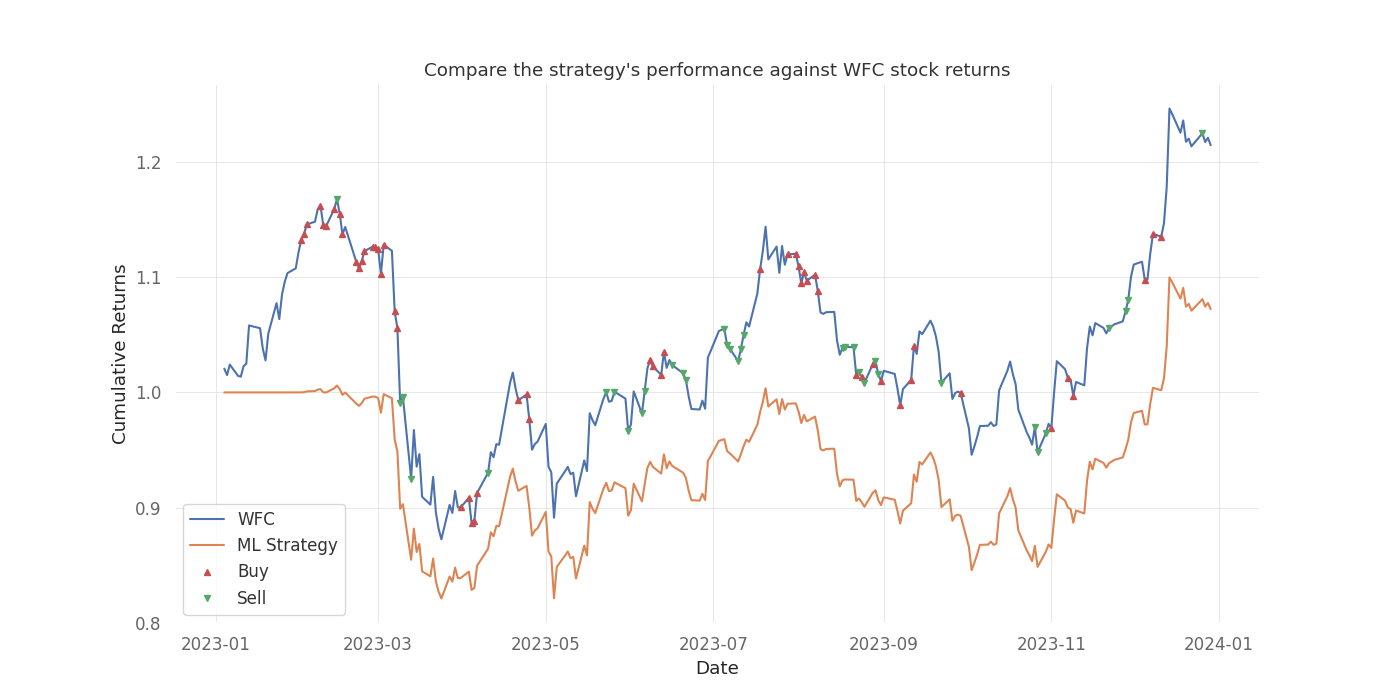 Compare the strategy's performance against WFC stock returns
Cumulative Returns
1.2
1.1
1.0
0.9
0.8
WFC
ML Strategy
Buy
Sell
2023-01
2023-03
2023-05
2023-07
2023-09
2023-11
2024-01
Date